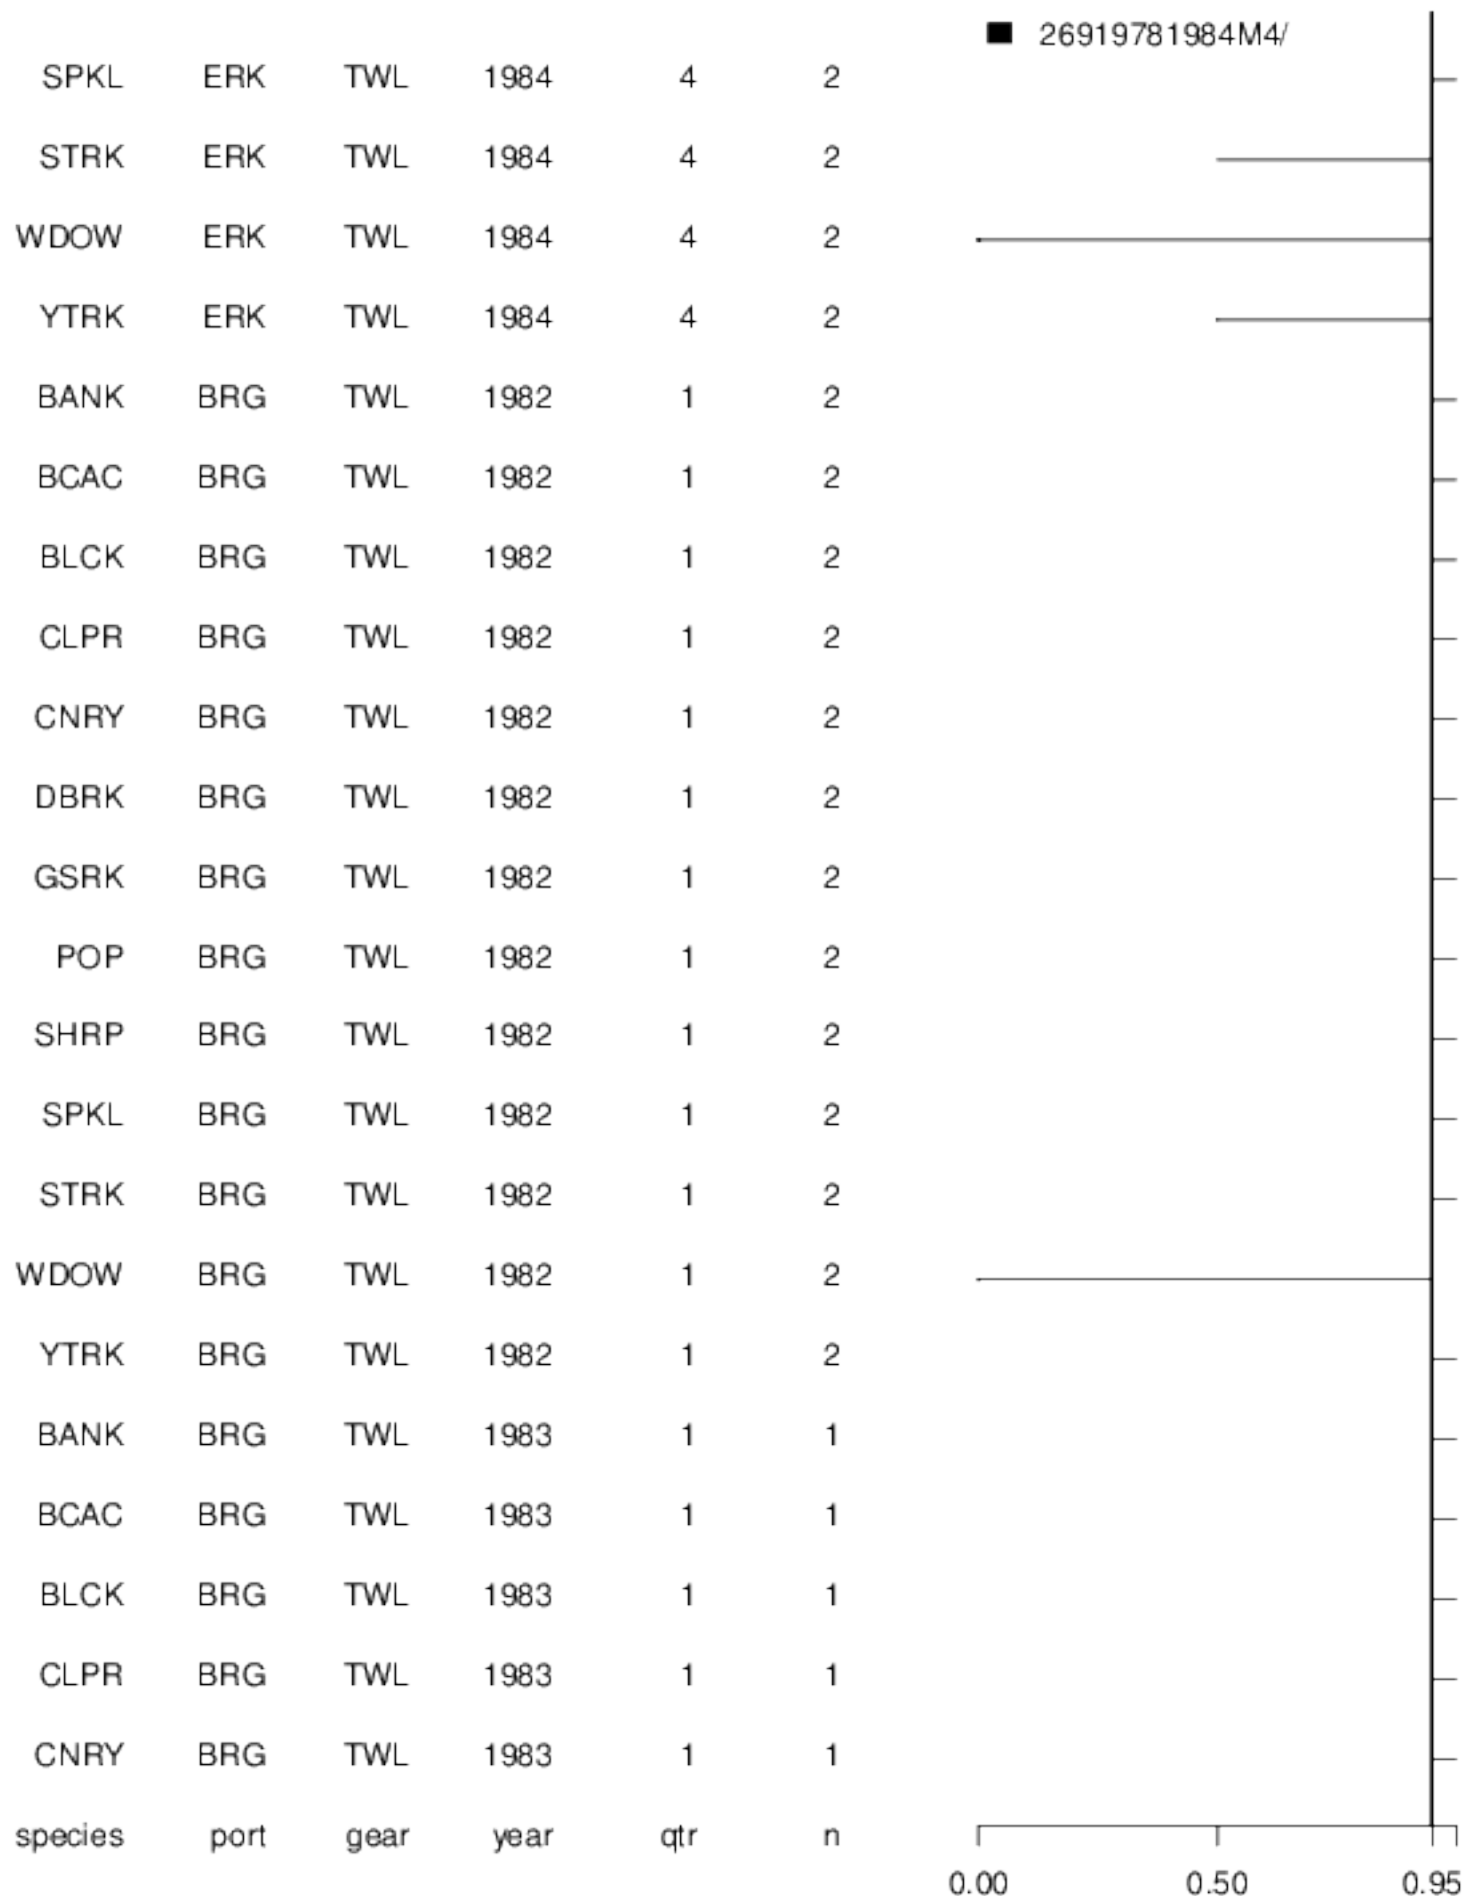 26919781984M4/
SPKL ERK TWL 1984 4 2
STRK ERK TWL 1984 4 2
WDOW ERK TWL 1984 4 2
YTRK ERK TWL 1984 4 2
BANK BRG TWL 1982 1 2
BCAC BRG TWL 1982 1 2
BLCK BRG TWL 1982 1 2
CLPR BRG TWL 1982 1 2
CNRY BRG TWL 1982 1 2
DBRK BRG TWL 1982 1 2
GSRK BRG TWL 1982 1 2
POP BRG TWL 1982 1 2
SHRP BRG TWL 1982 1 2
SPKL BRG TWL 1982 1 2
STRK BRG TWL 1982 1 2
WDOW BRG TWL 1982 1 2
YTRK BRG TWL 1982 1 2
BANK BRG TWL 1983 1 1
BCAC BRG TWL 1983 1 1
BLCK BRG TWL 1983 1 1
CLPR BRG TWL 1983 1 1
CNRY BRG TWL 1983 1 1
species port gear year qtr n
0.00 0.50 0.95